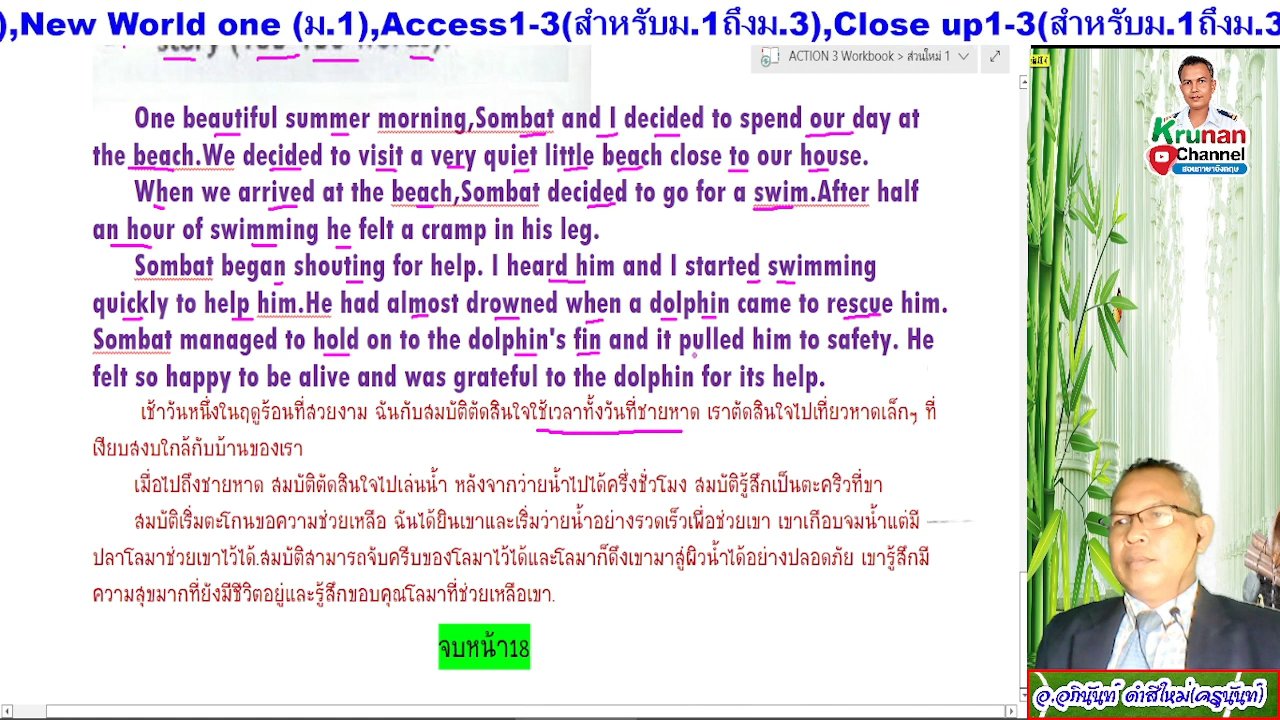 ),New World one (ม.1),Access1-3(สำหรับม.1ถึงม.3),Close up1-3(สำหรับม.1ถึงม.3
ACTION 3 Workbook > ส่วนใหม่ 1
Krunan
Channel
สอนภาษาอังกฤษ
One beautiful summer morning,Sombat and I decided to spend our day at
the beach.We decided to visit a very quiet little beach close to our house.
When we arrived at the beach,Sombat decided to go for a swim.After half
an hour of swimming he felt a cramp in his leg.
Sombat began shouting for help. I heard him and I started swimming
quickly to help him.He had almost drowned when a dolphin came to rescue him.
Sombat managed to hold on to the dolphin's fin and it pulled him to safety. He
felt so happy to be alive and was grateful to the dolphin for its help.
เช้าวันหนึ่งในฤดูร้อนที่สวยงาม ฉันกับสมบัติตัดสินใจใช้เวลาทั้งวันที่ชายหาด เราตัดสินใจไปเที่ยวหาดเล็กๆ ที่
เงียบสงบใกล้กับบ้านของเรา
เมื่อไปถึงชายหาด สมบัติตัดสินใจไปเล่นน้ำ หลังจากว่ายน้ำไปได้ครึ่งชั่วโมง สมบัติรู้สึกเป็นตะคริวที่ขา
สมบัติเริ่มตะโกนขอความช่วยเหลือ ฉันได้ยินเขาและเริ่มว่ายน้ำอย่างรวดเร็วเพื่อช่วยเขา เขาเกือบจมน้ำแต่มี
ปลาโลมาช่วยเขาไว้ได้.สมบัติสามารถจับครีบของโลมาไว้ได้และโลมาก็ดึงเขามาสู่ผิวน้ำได้อย่างปลอดภัย เขารู้สึกมี
ความสุขมากที่ยังมีชีวิตอยู่และรู้สึกขอบคุณโลมาที่ช่วยเหลือเขา.
จบหน้า18
อ.อภินันท์ ดำสีใหม่(ครูนันท์)